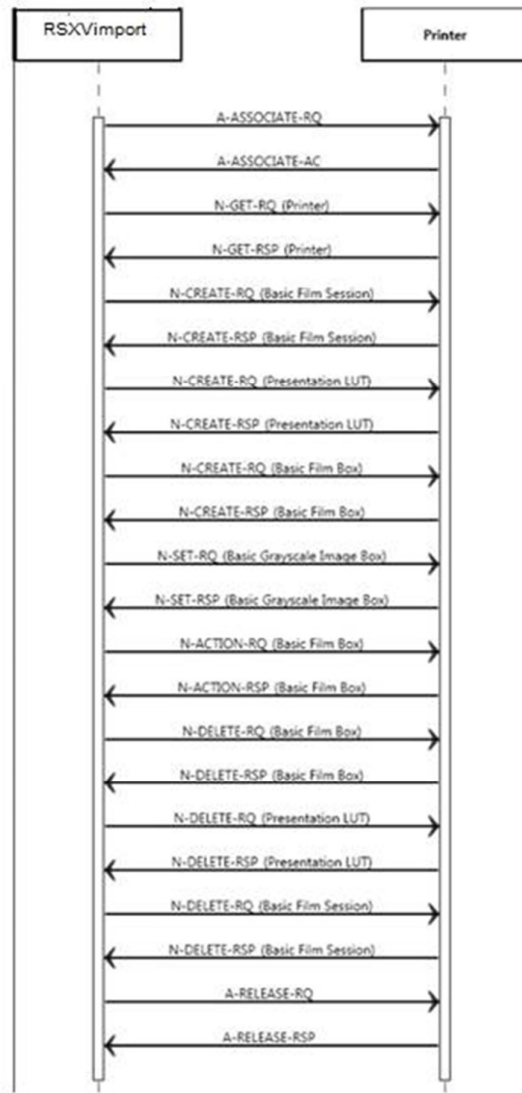 RSXVimport
Printer
A-ASSOCIATE-RQ
A-ASSOCIATE-AC
N-GET-RQ (Printer)
N-GET-RSP (Printer)
N-CREATE-RQ (Basic Film Session)
N-CREATE-RSP (Basic Film Session)
N-CREATE-RQ (Presentation LUT)
N-CREATE-RSP (Presentation LUT)
N-CREATE-RQ (Basic Film Box)
N-CREATE-RSP (Basic Film Box)
N-SET-RQ (Basic Grayscale Image Box)
N-SET-RSP (Basic Grayscale Image Box)
N-ACTION-RQ (Basic Film Box)
N-ACTION-RSP (Basic Film Box)
N-DELETE-RQ (Basic Film Box)
N-DELETE-RSP (Basic Film Box)
N-DELETE-RQ (Presentation LUT)
N-DELETE-RSP (Presentation LUT)
N-DELETE-RQ (Basic Film Session)
N-DELETE-RSP (Basic Film Session)
A-RELEASE-RQ
A-RELEASE-RSP